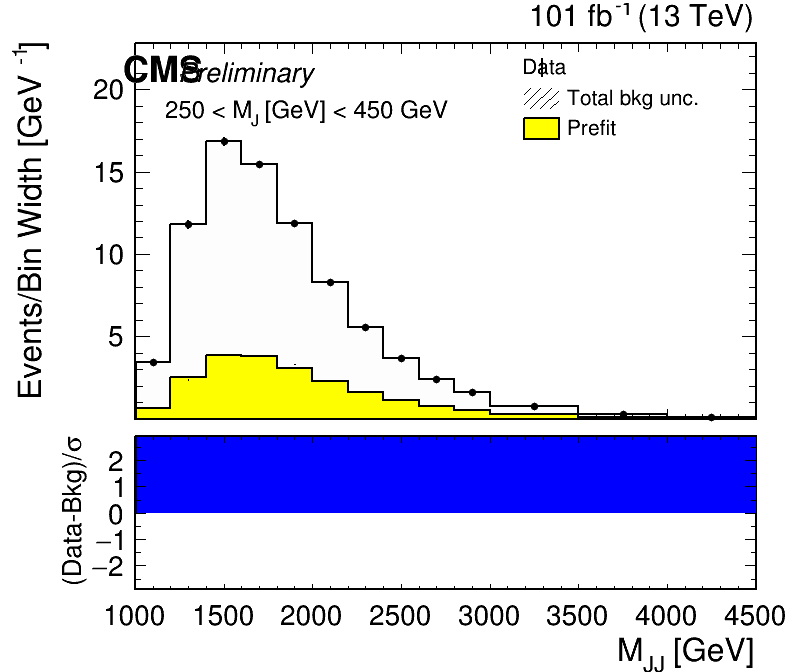 101 fb⁻¹ (13 TeV)
CMS Preliminary
Data
250 < M_J [GeV] < 450 GeV
Total bkg unc.
Prefit
Events/Bin Width [GeV⁻¹]
20
15
10
5
(Data-Bkg)/σ
2
1
0
−1
−2
1000 1500 2000 2500 3000 3500 4000 4500
M_JJ [GeV]